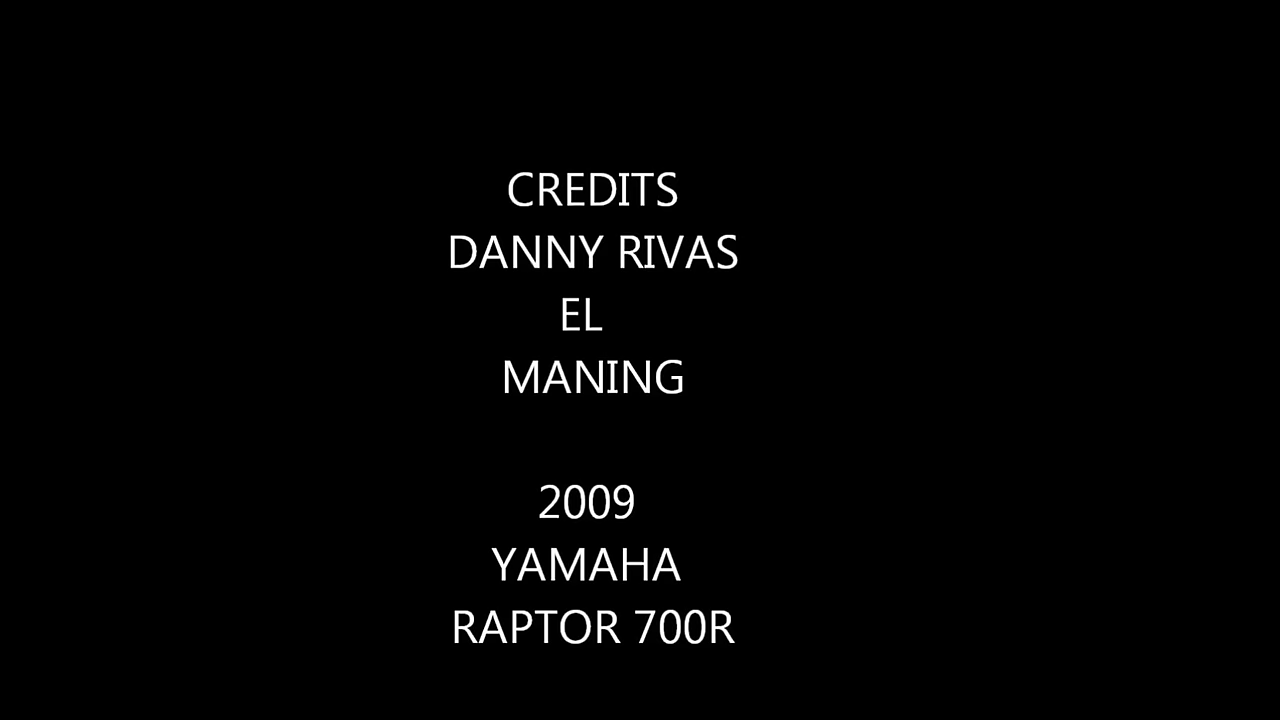 CREDITS
DANNY RIVAS
EL
MANING
2009
YAMAHA
RAPTOR 700R